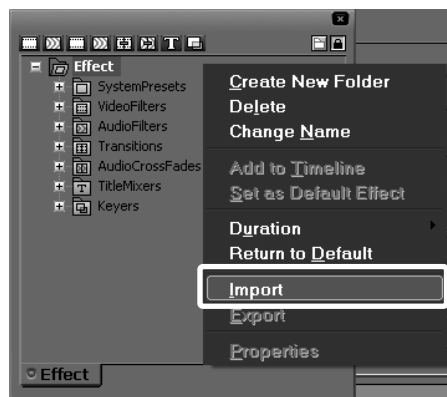 Effect
SystemPresets
VideoFilters
AudioFilters
Transitions
AudioCrossFades
TitleMixers
Keyers
Create New Folder
Delete
Change Name
Add to Timeline
Set as Default Effect
Duration
Return to Default
Import
Export
Properties
Effect